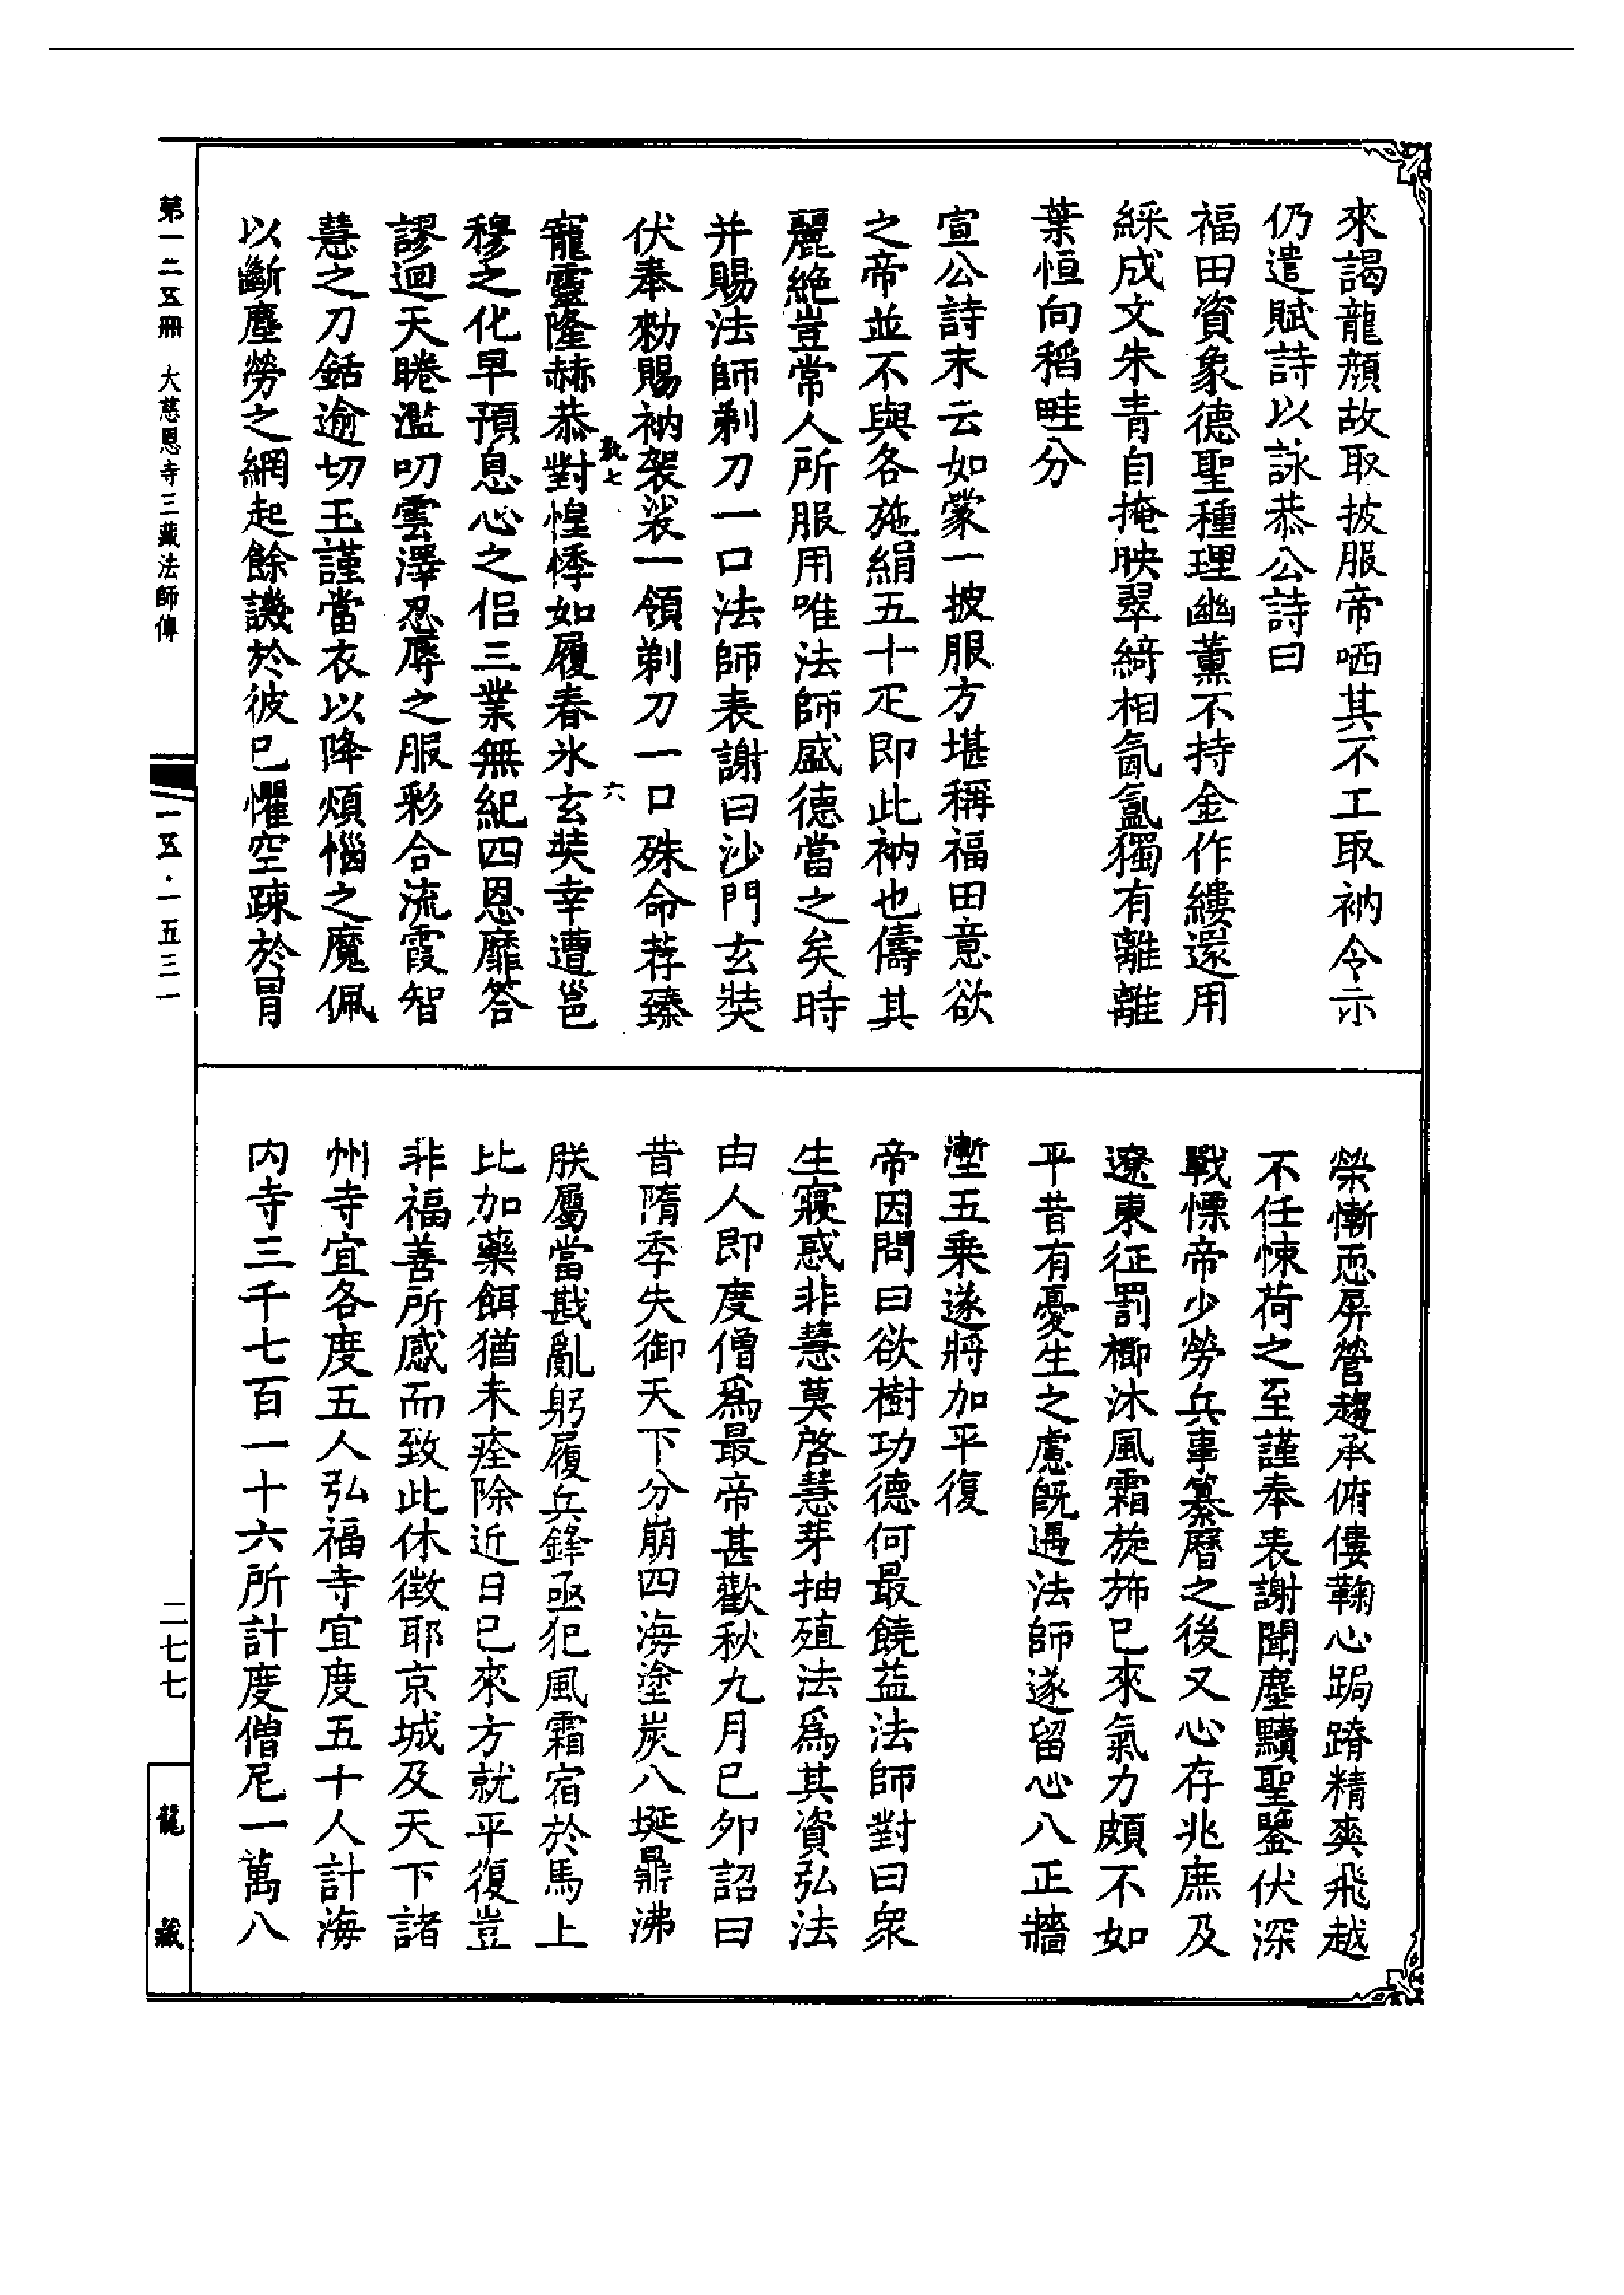 來謁龍顏故取披服帝哂其不工取衲令示
仍遣賦詩以詠恭公詩曰
福田資象德聖種理幽薰不持金作縷還用
綵成文朱青自掩映翠綺相氤氳獨有離離
葉恒向稻畦分
宣公詩末云如蒙一披服方堪稱福田意欲
之帝並不與各施絹五十疋即此衲也儔其
麗絶豈常人所服用唯法師盛德當之矣時
并賜法師剃刀一口法師表謝曰沙門玄奘
伏奉勑賜衲袈裟一領剃刀一口殊命荐臻
執七 六
寵靈隆赫恭對惶悸如履春氷玄奘幸遭邕
穆之化早預息心之侣三業無紀四恩靡答
謬迴天睠濫叨雲澤忍辱之服彩合流霞智
慧之刀銛逾切玉謹當衣以降煩惱之魔佩
以斷塵勞之網起餘譏於彼已懼空疎於冐
榮慚恧屏營趨承俯僂鞠心跼蹐精爽飛越
不任悚荷之至謹奉表謝聞塵黷聖鑒伏深
戰慄帝少勞兵事纂曆之後又心存兆庶及
遼東征罰櫛沐風霜旋斾已來氣力頗不如
平昔有憂生之慮既遇法師遂留心八正牆
壍五乗遂將加平復
帝因問曰欲樹功德何最饒益法師對曰衆
生寢惑非慧莫啓慧芽抽殖法爲其資弘法
由人即度僧爲最帝甚歡秋九月己夘詔曰
昔隋季失御天下分崩四海塗炭八埏鼎沸
朕屬當戡亂躬履兵鋒亟犯風霜宿於馬上
比加藥餌猶未痊除近日已來方就平復豈
非福善所感而致此休徴耶京城及天下諸
州寺宜各度五人弘福寺宜度五十人計海
内寺三千七百一十六所計度僧尼一萬八
第一二五冊 大慈恩寺三藏法師傳
一五·一五三一
二七七
龍藏